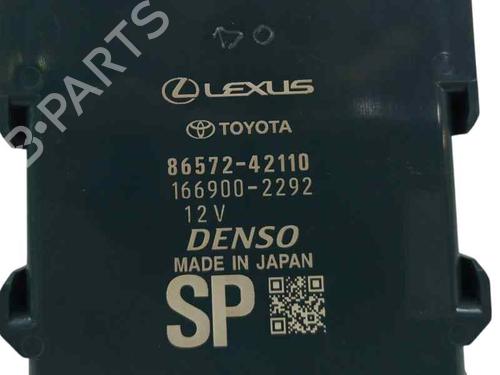 LEXUS
TOYOTA
86572-42110
166900-2292
12V
DENSO
MADE IN JAPAN
SP
B-PARTS